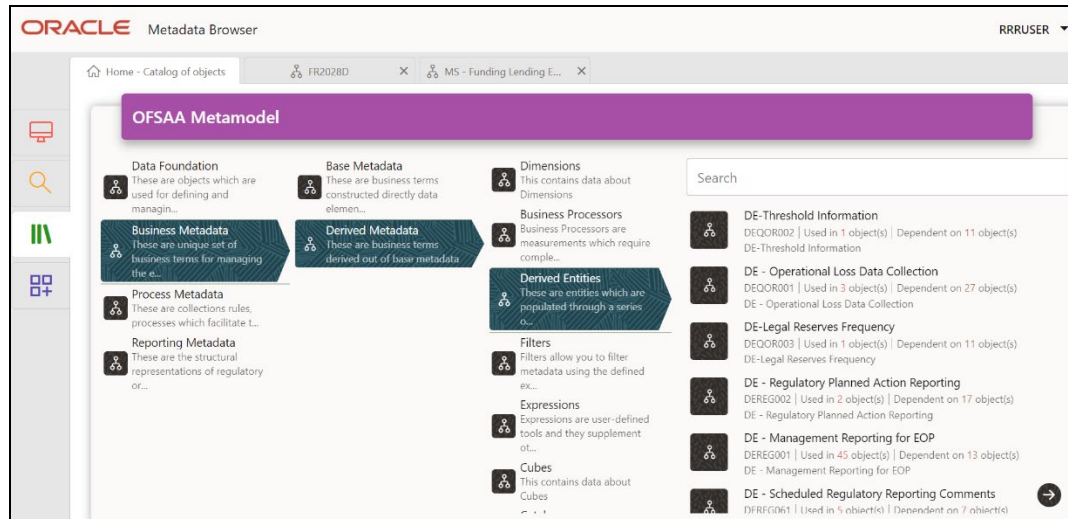 ORACLE Metadata Browser
RRRUSER
Home - Catalog of objects
FR2028D
MS - Funding Lending E...
OFSAA Metamodel
Data Foundation
These are objects which are
used for defining and
managin...
Business Metadata
These are unique set of
business terms for managing
the e...
Process Metadata
These are collections rules,
processes which facilitate t...
Reporting Metadata
These are the structural
representations of regulatory
or...
Base Metadata
These are business terms
constructed directly data
elemen...
Derived Metadata
These are business terms
derived out of base metadata
Dimensions
This contains data about
Dimensions
Business Processors
Business Processors are
measurements which require
comple...
Derived Entities
These are entities which are
populated through a series
o...
Filters
Filters allow you to filter
metadata using the defined
ex...
Expressions
Expressions are user-defined
tools and they supplement
ot...
Cubes
This contains data about
Cubes
Search
DE-Threshold Information
DEQOR002 | Used in 1 object(s) | Dependent on 11 object(s)
DE-Threshold Information
DE - Operational Loss Data Collection
DEQOR001 | Used in 3 object(s) | Dependent on 27 object(s)
DE - Operational Loss Data Collection
DE-Legal Reserves Frequency
DEQOR003 | Used in 1 object(s) | Dependent on 11 object(s)
DE-Legal Reserves Frequency
DE - Regulatory Planned Action Reporting
DEREG002 | Used in 2 object(s) | Dependent on 17 object(s)
DE - Regulatory Planned Action Reporting
DE - Management Reporting for EOP
DEREG001 | Used in 45 object(s) | Dependent on 13 object(s)
DE - Management Reporting for EOP
DE - Scheduled Regulatory Reporting Comments
DEREG061 | Used in 5 object(s) | Dependent on 7 object(s)